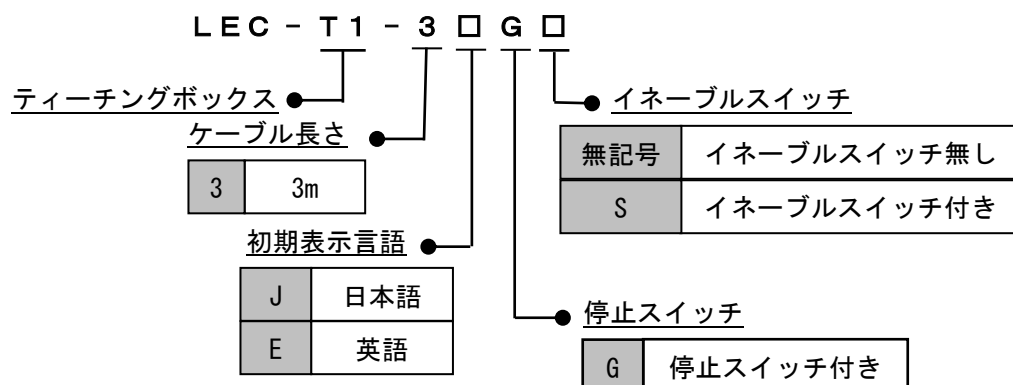 LEC-T1-3□G□
ティーチングボックス
イネーブルスイッチ
ケーブル長さ
無記号 イネーブルスイッチ無し
3 3m
S イネーブルスイッチ付き
初期表示言語
J 日本語
停止スイッチ
E 英語
G 停止スイッチ付き